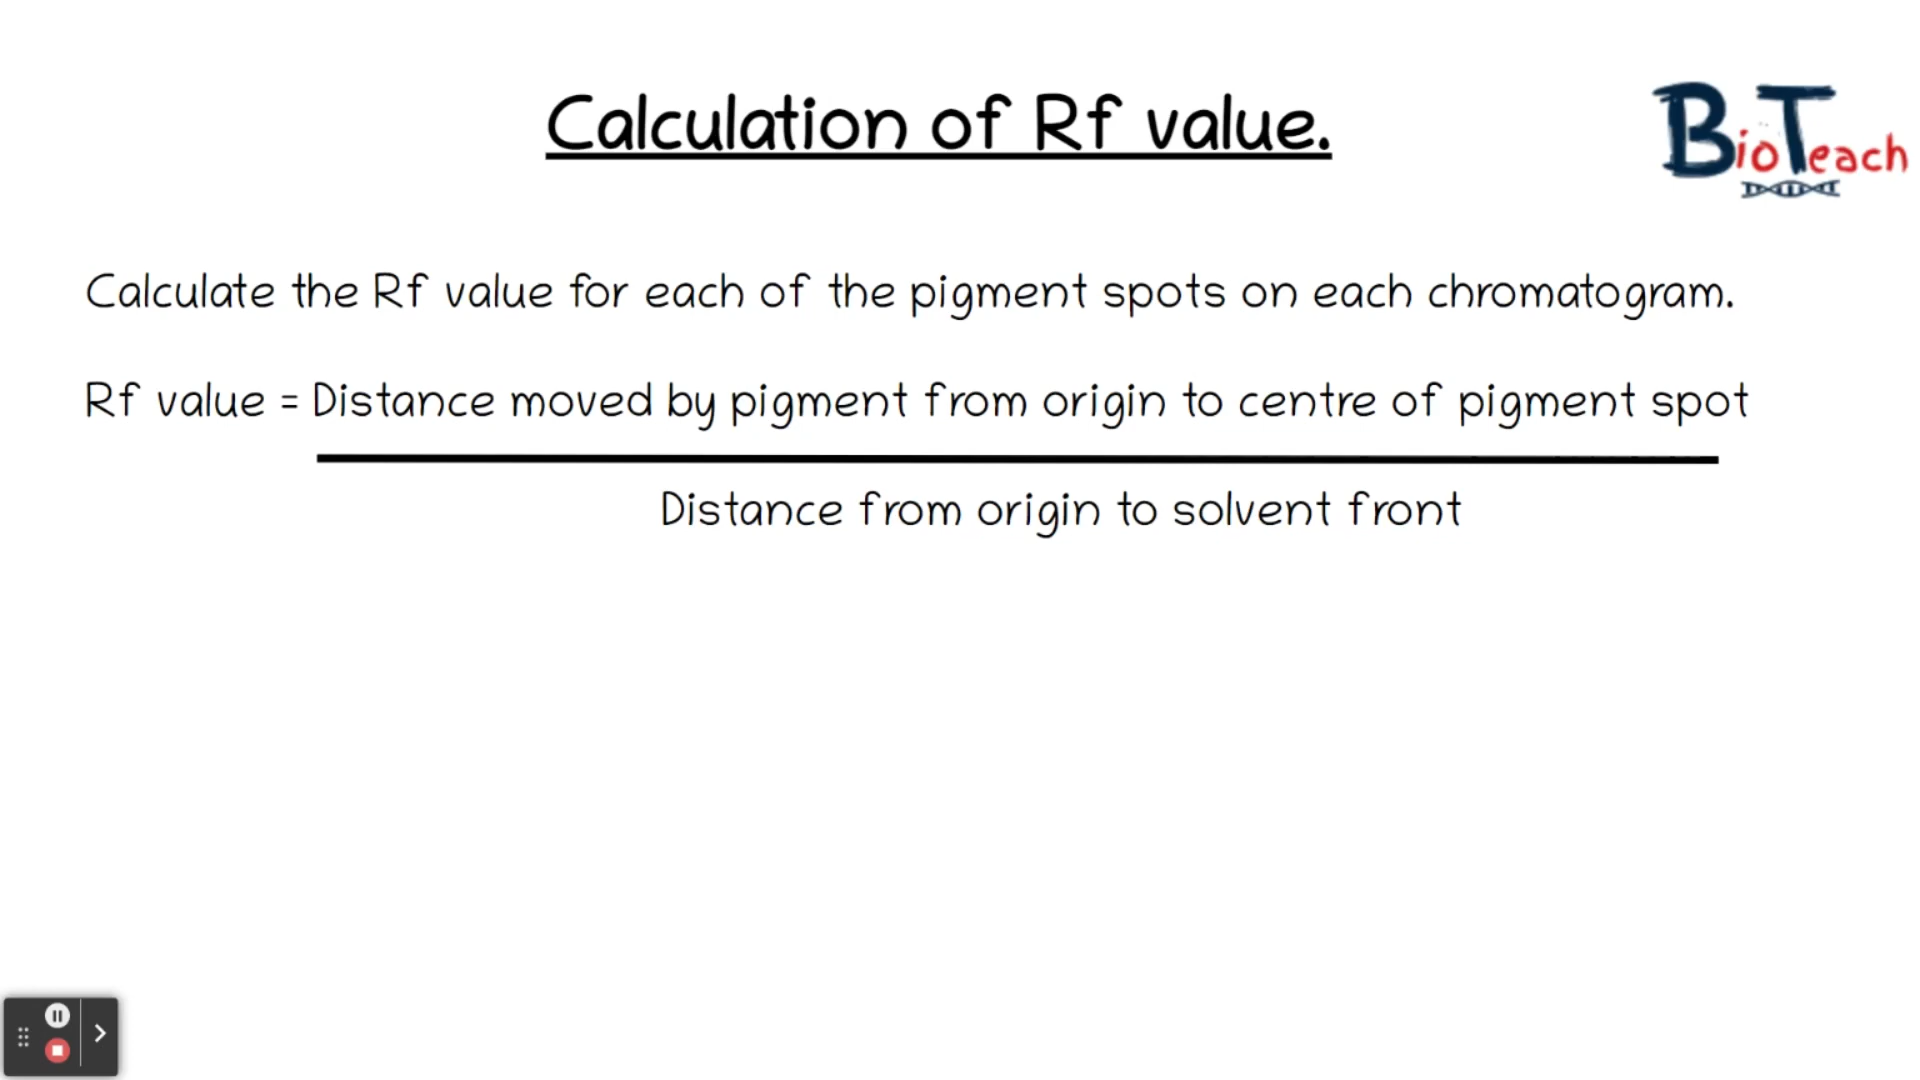 Calculation of Rf value.
BioTeach
Calculate the Rf value for each of the pigment spots on each chromatogram.
Rf value = Distance moved by pigment from origin to centre of pigment spot
Distance from origin to solvent front